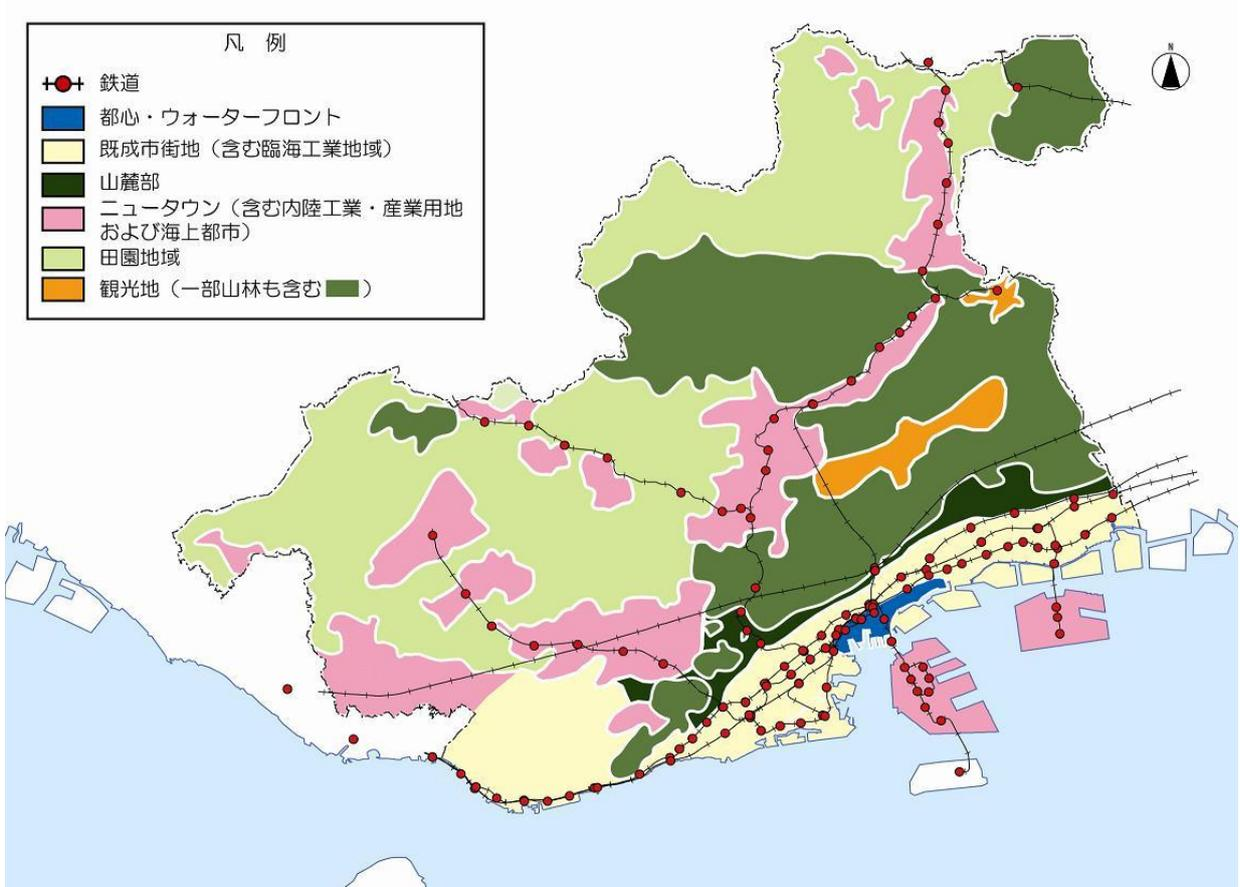 凡 例
鉄道
都心・ウォーターフロント
既成市街地（含む臨海工業地域）
山麓部
ニュータウン（含む内陸工業・産業用地
および海上都市）
田園地域
観光地（一部山林も含む ）
N